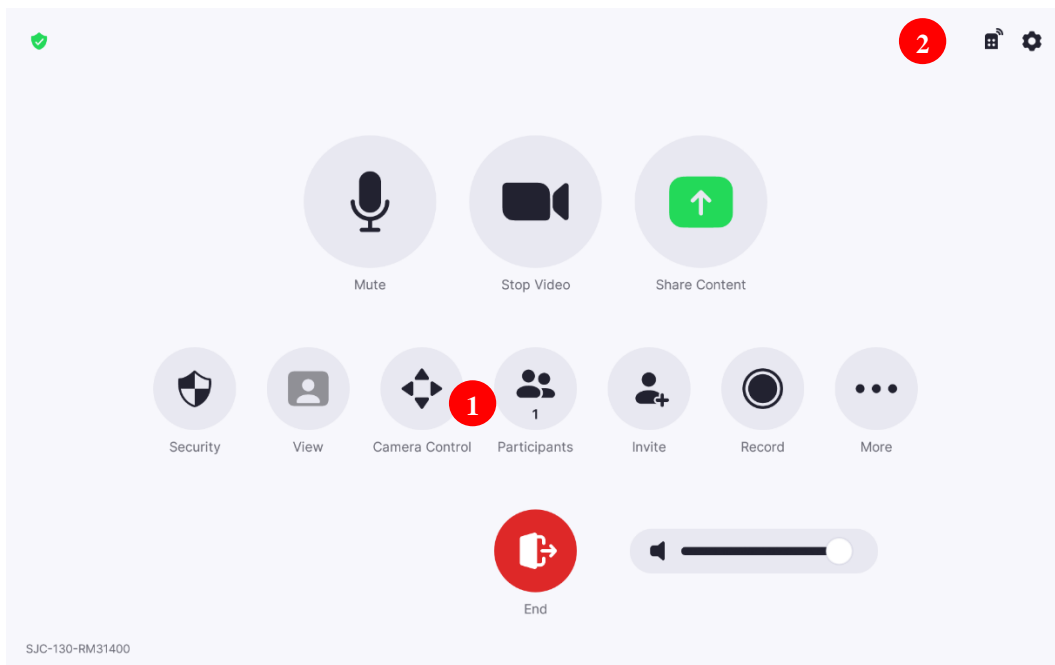 2
Mute
Stop Video
Share Content
1
1
Security
View
Camera Control
Participants
Invite
Record
More
End
SJC-130-RM31400